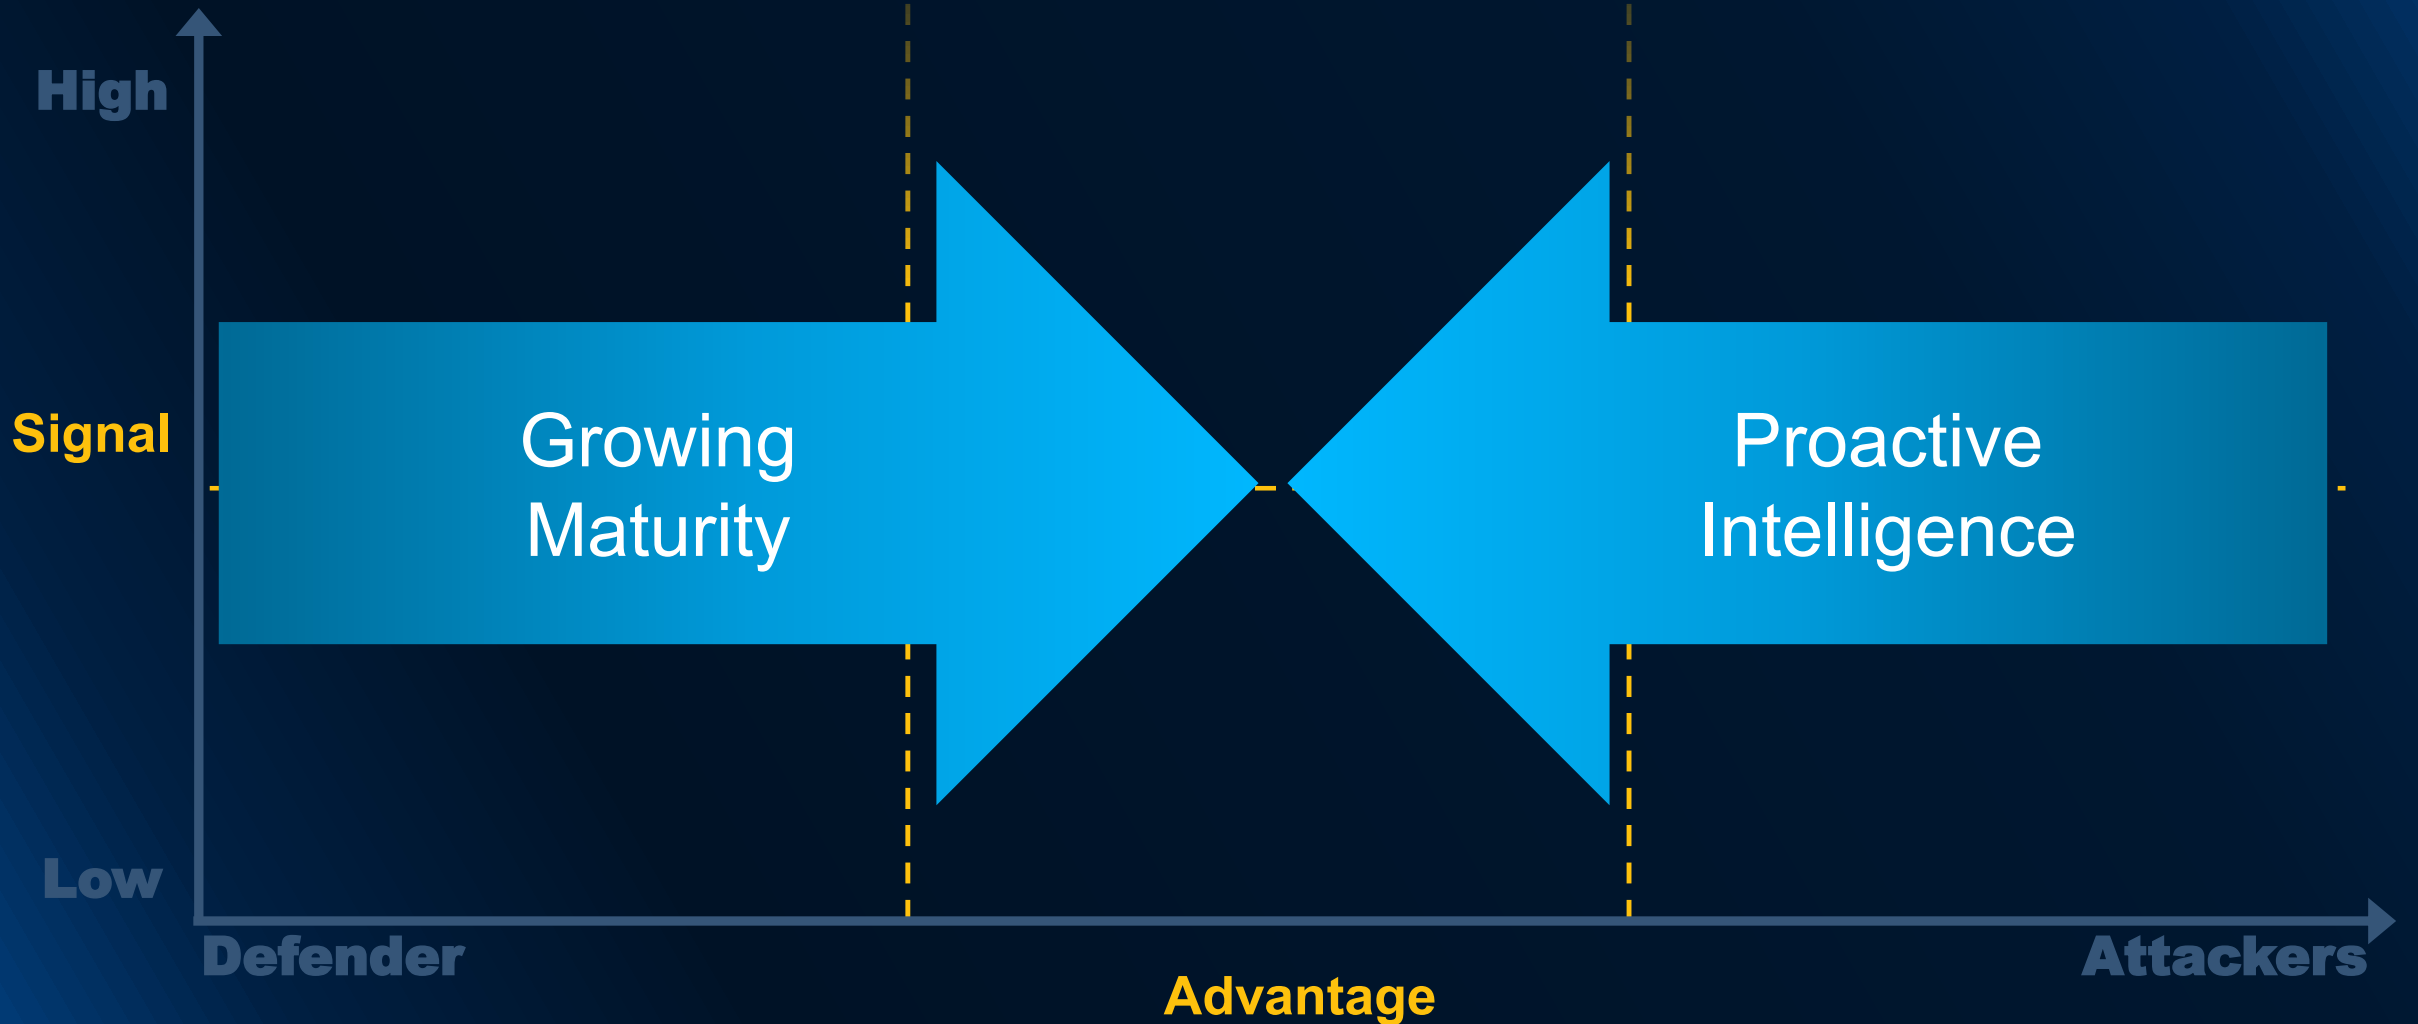 High
Signal
Growing
Maturity
Proactive
Intelligence
Low
Defender
Attackers
Advantage